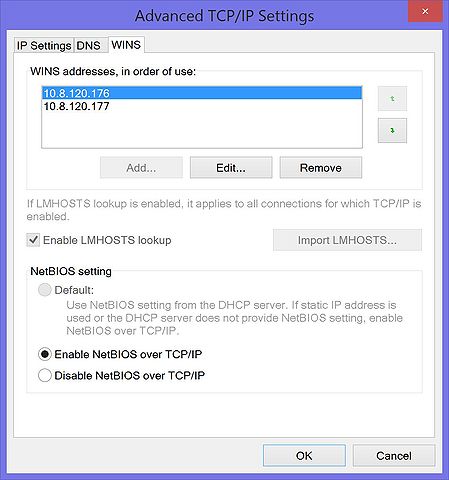 Advanced TCP/IP Settings
IP Settings DNS WINS
WINS addresses, in order of use:
10.8.120.176
10.8.120.177
Add... Edit... Remove
If LMHOSTS lookup is enabled, it applies to all connections for which TCP/IP is
enabled.
Enable LMHOSTS lookup Import LMHOSTS...
NetBIOS setting
Default:
Use NetBIOS setting from the DHCP server. If static IP address is
used or the DHCP server does not provide NetBIOS setting, enable
NetBIOS over TCP/IP.
Enable NetBIOS over TCP/IP
Disable NetBIOS over TCP/IP
OK Cancel